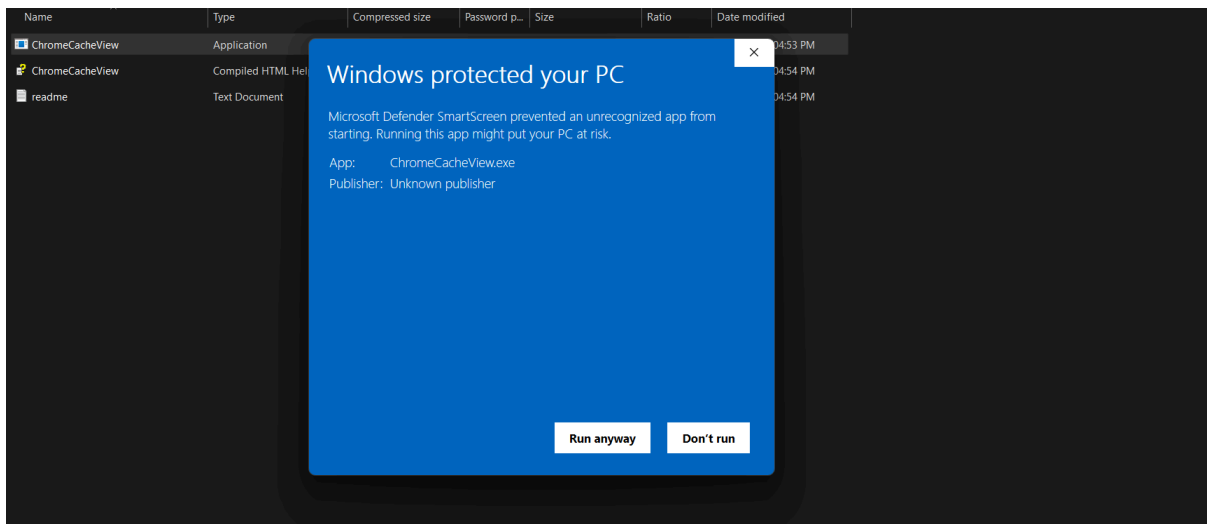 Name Type Compressed size Password p... Size Ratio Date modified
ChromeCacheView Application 04:53 PM
ChromeCacheView Compiled HTML Hel 04:54 PM
readme Text Document 04:54 PM
Windows protected your PC
Microsoft Defender SmartScreen prevented an unrecognized app from
starting. Running this app might put your PC at risk.
App: ChromeCacheView.exe
Publisher: Unknown publisher
Run anyway Don't run